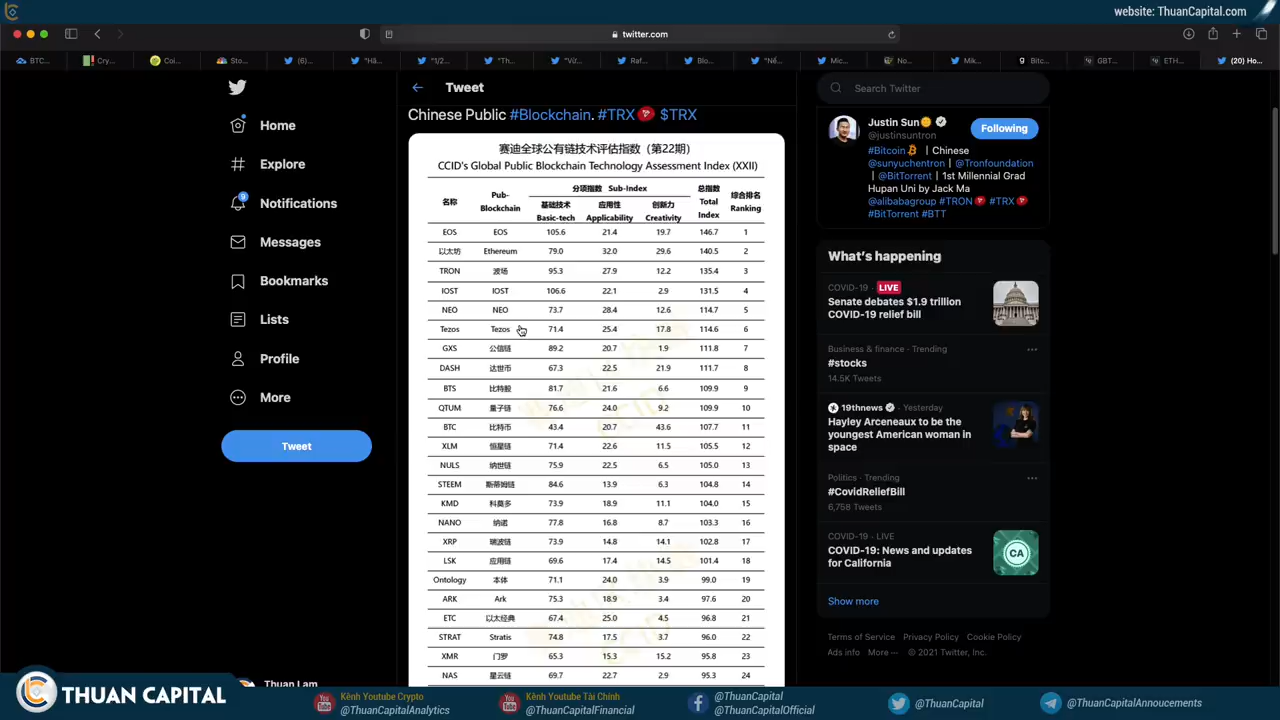 website: ThuanCapital.com
twitter.com
BTC...
Cry...
Coi...
Sto...
(6)...
"Hã...
"1/2...
"Th...
"Vừ...
Raf...
Blo...
"Nế...
Mic...
No...
Mik...
Bitc...
GBT...
ETH...
(20) Ho...
Home
Explore
9
Notifications
Messages
Bookmarks
Lists
Profile
More
Tweet
Tweet
Chinese Public #Blockchain. #TRX $TRX
赛迪全球公有链技术评估指数（第22期）
CCID's Global Public Blockchain Technology Assessment Index (XXII)
名称 Pub-Blockchain 分项指数 Sub-Index 总指数 Total Index 综合排名 Ranking
基础技术 Basic-tech 应用性 Applicability 创新力 Creativity
EOS EOS 105.6 21.4 19.7 146.7 1
以太坊 Ethereum 79.0 32.0 29.6 140.5 2
TRON 波场 95.3 27.9 12.2 135.4 3
IOST IOST 106.6 22.1 2.9 131.5 4
NEO NEO 73.7 28.4 12.6 114.7 5
Tezos Tezos 71.4 25.4 17.8 114.6 6
GXS 公信链 89.2 20.7 1.9 111.8 7
DASH 达世币 67.3 22.5 21.9 111.7 8
BTS 比特股 81.7 21.6 6.6 109.9 9
QTUM 量子链 76.6 24.0 9.2 109.9 10
BTC 比特币 43.4 20.7 43.6 107.7 11
XLM 恒星链 71.4 22.6 11.5 105.5 12
NULS 纳世链 75.9 22.5 6.5 105.0 13
STEEM 斯蒂姆链 84.6 13.9 6.3 104.8 14
KMD 科莫多 73.9 18.9 11.1 104.0 15
NANO 纳诺 77.8 16.8 8.7 103.3 16
XRP 瑞波链 73.9 14.8 14.1 102.8 17
LSK 应用链 69.6 17.4 14.5 101.4 18
Ontology 本体 71.1 24.0 3.9 99.0 19
ARK Ark 75.3 18.9 3.4 97.6 20
ETC 以太经典 67.4 25.0 4.5 96.8 21
STRAT Stratis 74.8 17.5 3.7 96.0 22
XMR 门罗 65.3 15.3 15.2 95.8 23
NAS 星云链 69.7 22.7 2.9 95.3 24
Search Twitter
Justin Sun
@justinsuntron
Following
#Bitcoin | Chinese
@sunyuchentron | @Tronfoundation
| @BitTorrent | 1st Millennial Grad
Hupan Uni by Jack Ma
@alibabagroup #TRON #TRX
#BitTorrent #BTT
What's happening
COVID-19 · LIVE
Senate debates $1.9 trillion
COVID-19 relief bill
Business & finance · Trending
#stocks
14.5K Tweets
19thnews · Yesterday
Hayley Arceneaux to be the
youngest American woman in
space
Politics · Trending
#CovidReliefBill
6,758 Tweets
COVID-19 · LIVE
COVID-19: News and updates
for California
CA
Show more
Terms of Service Privacy Policy Cookie Policy
Ads info More ··· © 2021 Twitter, Inc.
Thuan Lam
THUAN CAPITAL
Kênh Youtube Crypto
@ThuanCapitalAnalytics
Kênh Youtube Tài Chính
@ThuanCapitalFinancial
@ThuanCapital
@ThuanCapitalOfficial
@ThuanCapital
@ThuanCapitalAnnoucements